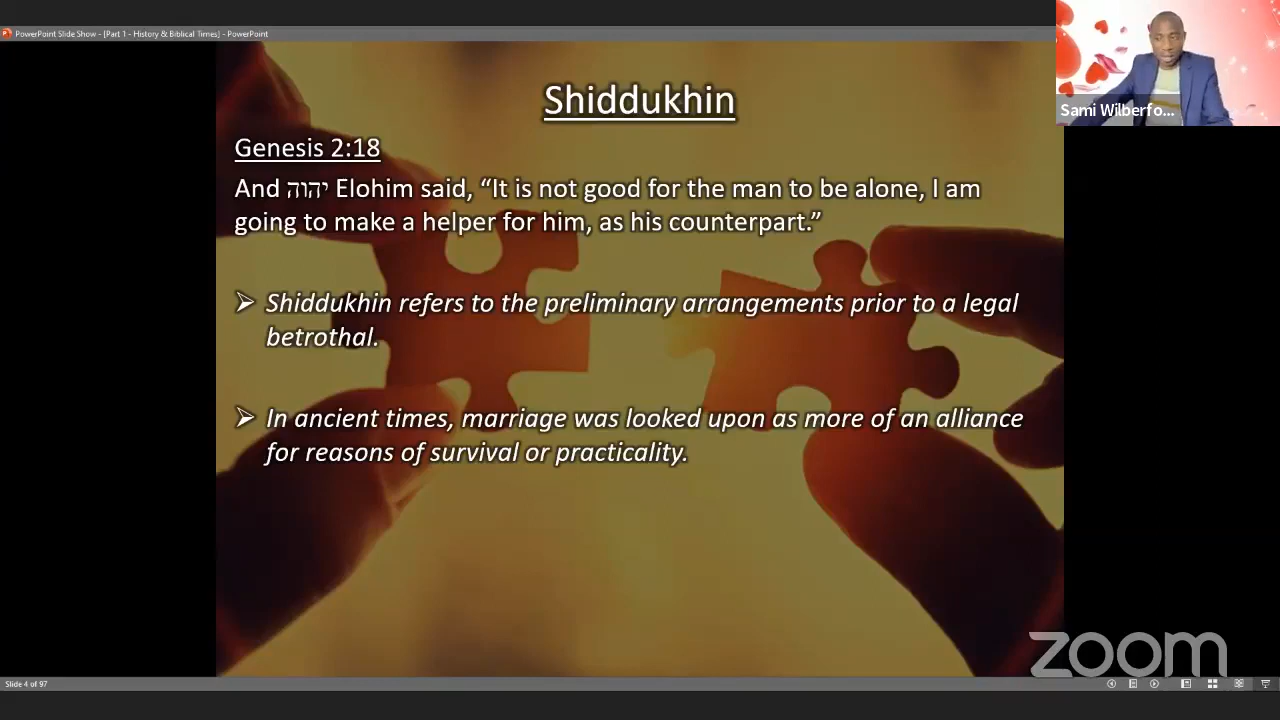 PowerPoint Slide Show - [Part 1 - History & Biblical Times] - PowerPoint
Shiddukhin
Sami Wilberfo...
Genesis 2:18
And יהוה Elohim said, “It is not good for the man to be alone, I am
going to make a helper for him, as his counterpart.”
➢ Shiddukhin refers to the preliminary arrangements prior to a legal
betrothal.
➢ In ancient times, marriage was looked upon as more of an alliance
for reasons of survival or practicality.
zoom
Slide 4 of 97